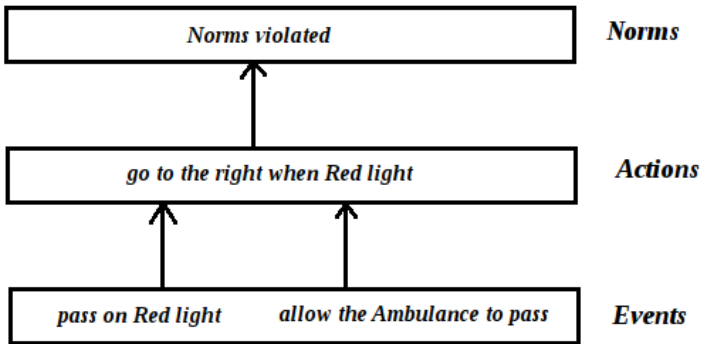 Norms violated
Norms
go to the right when Red light
Actions
pass on Red light
allow the Ambulance to pass
Events